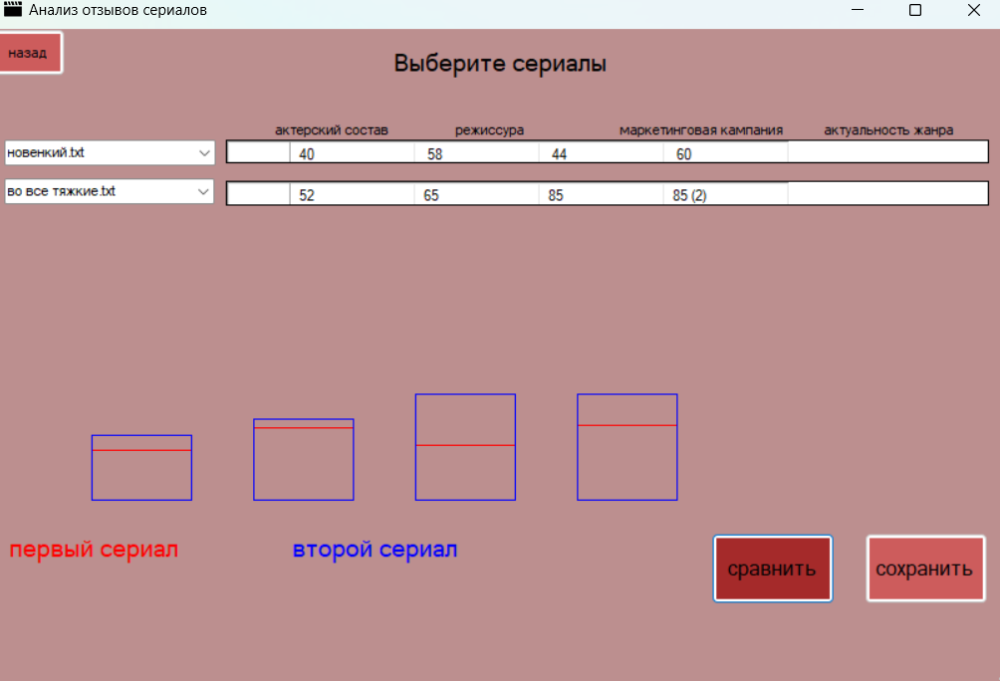 Анализ отзывов сериалов
назад
Выберите сериалы
актерский состав режиссура маркетинговая кампания актуальность жанра
новенкий.txt 40 58 44 60
во все тяжкие.txt 52 65 85 85 (2)
первый сериал второй сериал
сравнить сохранить